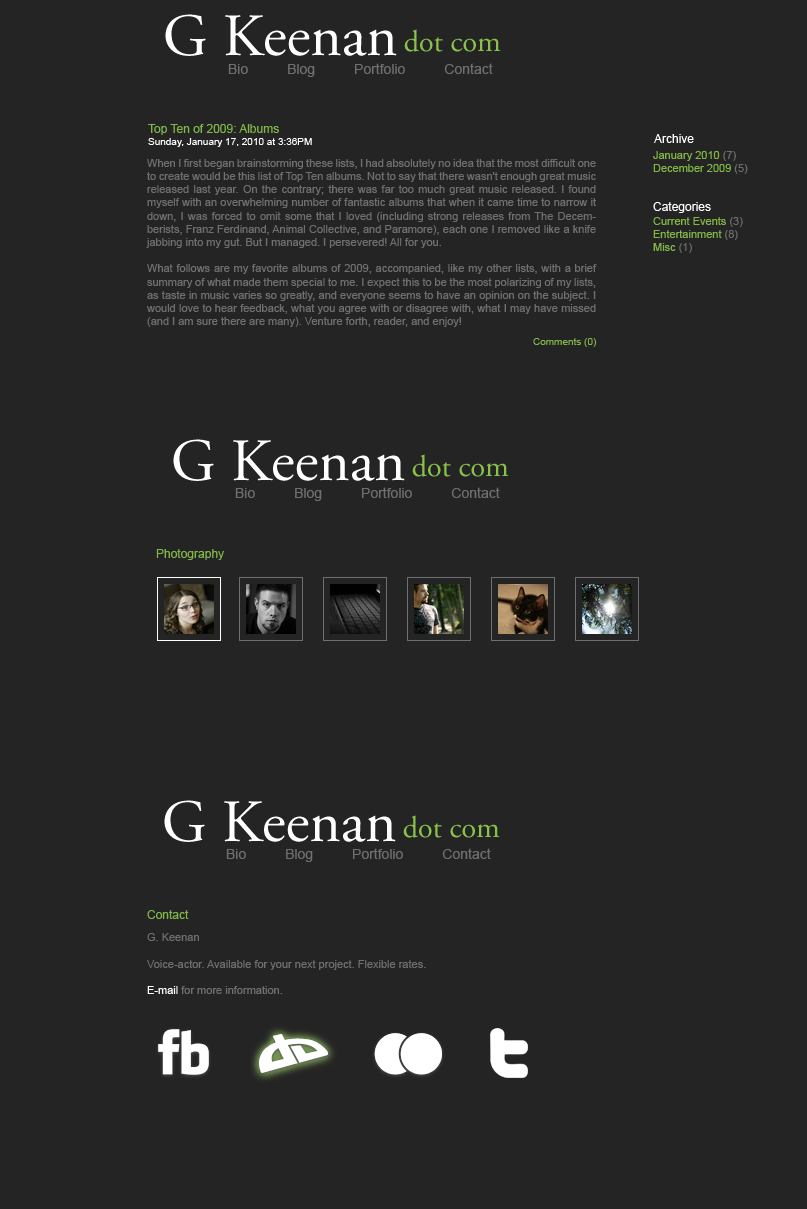 G Keenan dot com
Bio Blog Portfolio Contact
Top Ten of 2009: Albums
Sunday, January 17, 2010 at 3:36PM
When I first began brainstorming these lists, I had absolutely no idea that the most difficult one
to create would be this list of Top Ten albums. Not to say that there wasn't enough great music
released last year. On the contrary; there was far too much great music released. I found
myself with an overwhelming number of fantastic albums that when it came time to narrow it
down, I was forced to omit some that I loved (including strong releases from The Decem-
berists, Franz Ferdinand, Animal Collective, and Paramore), each one I removed like a knife
jabbing into my gut. But I managed. I persevered! All for you.
What follows are my favorite albums of 2009, accompanied, like my other lists, with a brief
summary of what made them special to me. I expect this to be the most polarizing of my lists,
as taste in music varies so greatly, and everyone seems to have an opinion on the subject. I
would love to hear feedback, what you agree with or disagree with, what I may have missed
(and I am sure there are many). Venture forth, reader, and enjoy!
Comments (0)
Archive
January 2010 (7)
December 2009 (5)
Categories
Current Events (3)
Entertainment (8)
Misc (1)
G Keenan dot com
Bio Blog Portfolio Contact
Photography
G Keenan dot com
Bio Blog Portfolio Contact
Contact
G. Keenan
Voice-actor. Available for your next project. Flexible rates.
E-mail for more information.
fb
t